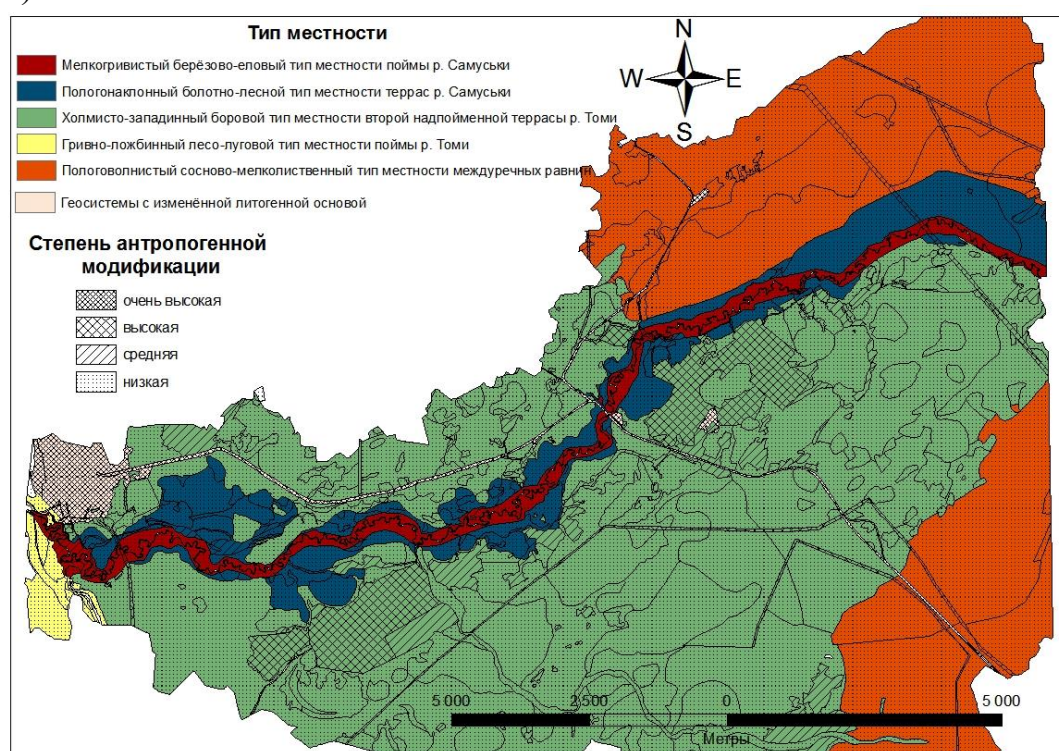 Тип местности
Мелкогривистый берёзово-еловый тип местности поймы р. Самуськи
Пологонаклонный болотно-лесной тип местности террас р. Самуськи
Холмисто-западинный боровой тип местности второй надпойменной террасы р. Томи
Гривно-ложбинный лесо-луговой тип местности поймы р. Томи
Пологоволнистый сосново-мелколиственный тип местности междуречных равнин
Геосистемы с изменённой литогенной основой
Степень антропогенной
модификации
очень высокая
высокая
средняя
низкая
N
W
E
S
5 000
2 500
0
5 000
Метры